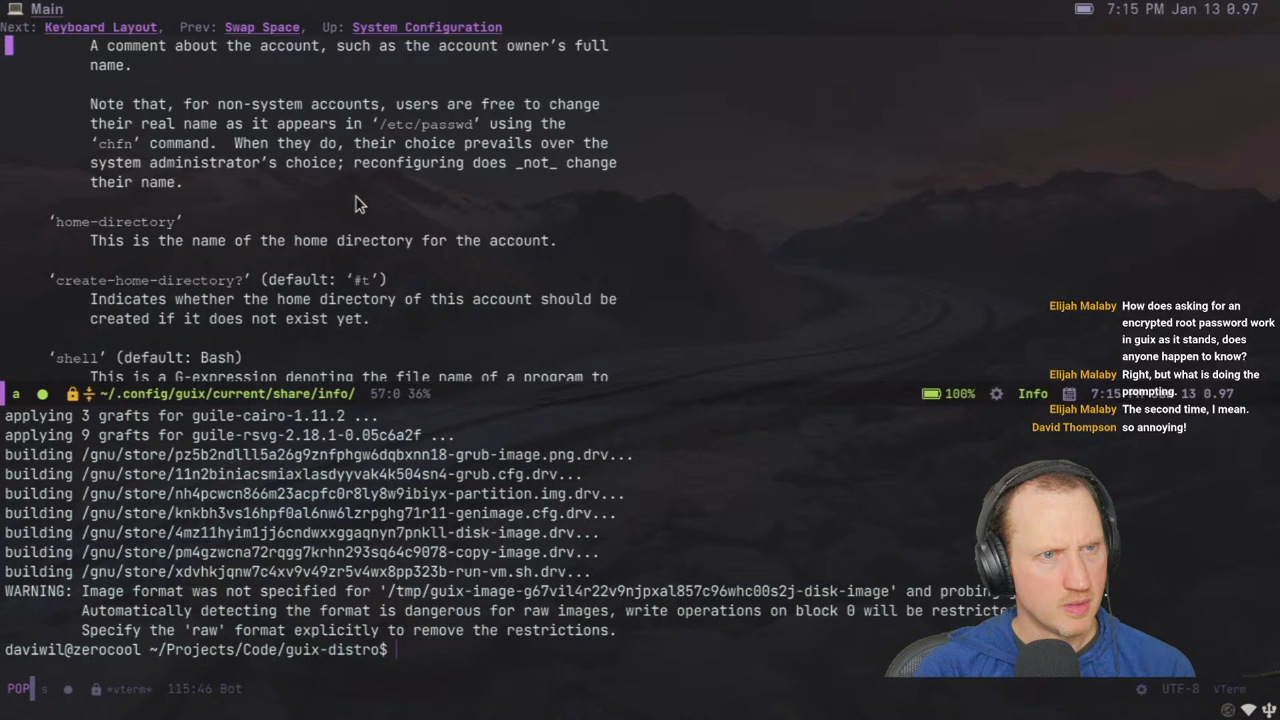 Main
7:15 PM Jan 13 0.97
Next: Keyboard Layout, Prev: Swap Space, Up: System Configuration
A comment about the account, such as the account owner’s full
name.
Note that, for non-system accounts, users are free to change
their real name as it appears in ‘/etc/passwd’ using the
‘chfn’ command. When they do, their choice prevails over the
system administrator’s choice; reconfiguring does _not_ change
their name.
‘home-directory’
This is the name of the home directory for the account.
‘create-home-directory?’ (default: ‘#t’)
Indicates whether the home directory of this account should be
created if it does not exist yet.
‘shell’ (default: Bash)
This is a G-expression denoting the file name of a program to
a ~/.config/guix/current/share/info/ 57:0 36% 100% Info 7:15 13 0.97
applying 3 grafts for guile-cairo-1.11.2 ...
applying 9 grafts for guile-rsvg-2.18.1-0.05c6a2f ...
building /gnu/store/pz5b2ndlll5a26g9znfphgw6dqbxnn18-grub-image.png.drv...
building /gnu/store/11n2biniacsmiaxlasdyyvak4k504sn4-grub.cfg.drv...
building /gnu/store/nh4pcwcn866m23acpfc0r8ly8w9ibiyx-partition.img.drv...
building /gnu/store/knkbh3vs16hpf0al6nw6lzrpghg71r11-genimage.cfg.drv...
building /gnu/store/4mz11hyim1jj6cndwxxggaqnyn7pnkll-disk-image.drv...
building /gnu/store/pm4gzwcna72rqgg7krhn293sq64c9078-copy-image.drv...
building /gnu/store/xdvhkjqnw7c4xv9v49zr5v4wx8pp323b-run-vm.sh.drv...
WARNING: Image format was not specified for '/tmp/guix-image-g67vil4r22v9njpxal857c96whc00s2j-disk-image' and probing
Automatically detecting the format is dangerous for raw images, write operations on block 0 will be restricte
Specify the 'raw' format explicitly to remove the restrictions.
daviwil@zerocool ~/Projects/Code/guix-distro$
POP s *vterm* 115:46 Bot UTF-8 VTerm
Elijah Malaby How does asking for an
encrypted root password work
in guix as it stands, does
anyone happen to know?
Elijah Malaby Right, but what is doing the
prompting.
Elijah Malaby The second time, I mean.
David Thompson so annoying!